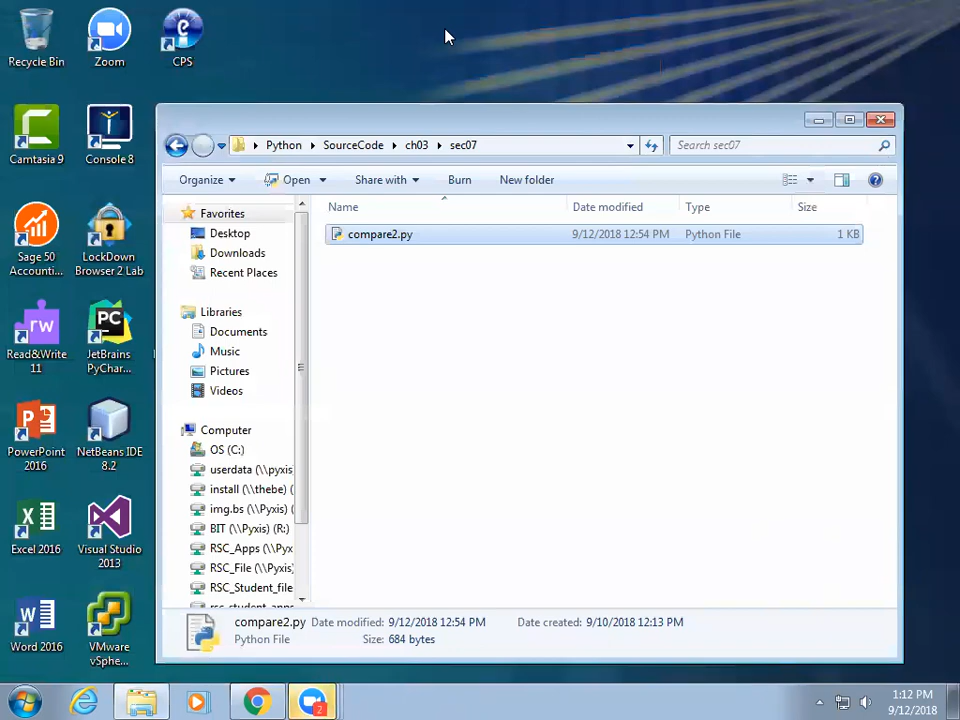 Recycle Bin
Zoom
CPS
Camtasia 9
Console 8
Sage 50
Accounti...
LockDown
Browser 2 Lab
Read&Write
11
JetBrains
PyChar...
PowerPoint
2016
NetBeans IDE
8.2
Excel 2016
Visual Studio
2013
Word 2016
VMware
vSphe...
Python
SourceCode
ch03
sec07
Search sec07
Organize
Open
Share with
Burn
New folder
Name
Date modified
Type
Size
compare2.py
9/12/2018 12:54 PM
Python File
1 KB
Favorites
Desktop
Downloads
Recent Places
Libraries
Documents
Music
Pictures
Videos
Computer
OS (C:)
userdata (\\pyxis
install (\\thebe) (
img.bs (\\Pyxis) (
BIT (\\Pyxis) (R:)
RSC_Apps (\\Pyx
RSC_File (\\Pyxis)
RSC_Student_file
rsc_student_apps
compare2.py Date modified: 9/12/2018 12:54 PM Date created: 9/10/2018 12:13 PM
Python File Size: 684 bytes
rw
PC
2
1:12 PM
9/12/2018